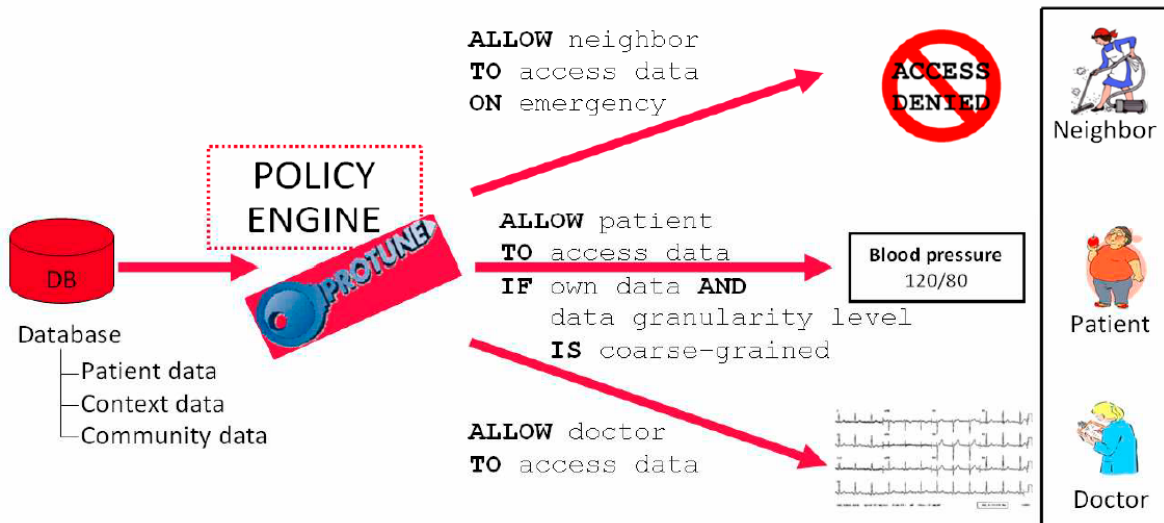 ALLOW neighbor
TO access data
ON emergency
ACCESS
DENIED
Neighbor
POLICY
ENGINE
PROTUNE
DB
Database
Patient data
Context data
Community data
ALLOW patient
TO access data
IF own data AND
data granularity level
IS coarse-grained
Blood pressure
120/80
Patient
ALLOW doctor
TO access data
Doctor